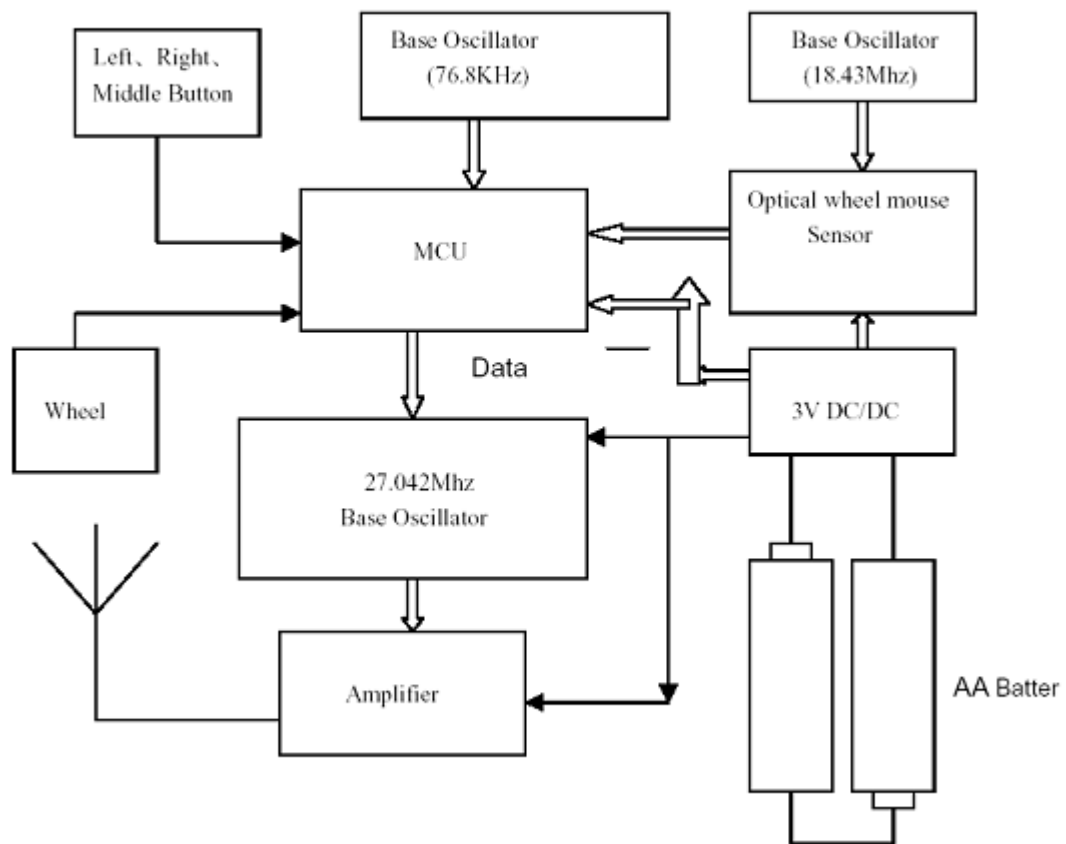 Left、Right、
Middle Button
Base Oscillator
(76.8KHz)
Base Oscillator
(18.43Mhz)
MCU
Optical wheel mouse
Sensor
Data
Wheel
3V DC/DC
27.042Mhz
Base Oscillator
Amplifier
AA Batter